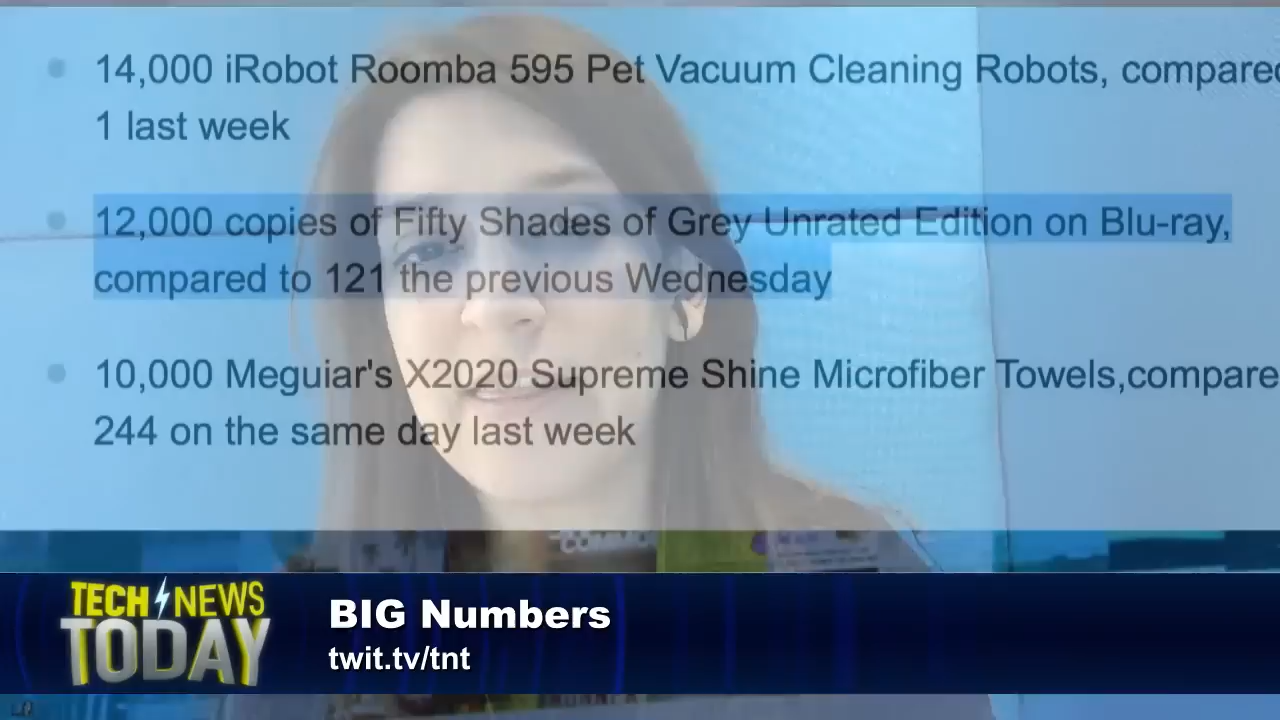 14,000 iRobot Roomba 595 Pet Vacuum Cleaning Robots, compared
1 last week
12,000 copies of Fifty Shades of Grey Unrated Edition on Blu-ray,
compared to 121 the previous Wednesday
10,000 Meguiar's X2020 Supreme Shine Microfiber Towels,compare
244 on the same day last week
TECH NEWS
TODAY
BIG Numbers
twit.tv/tnt